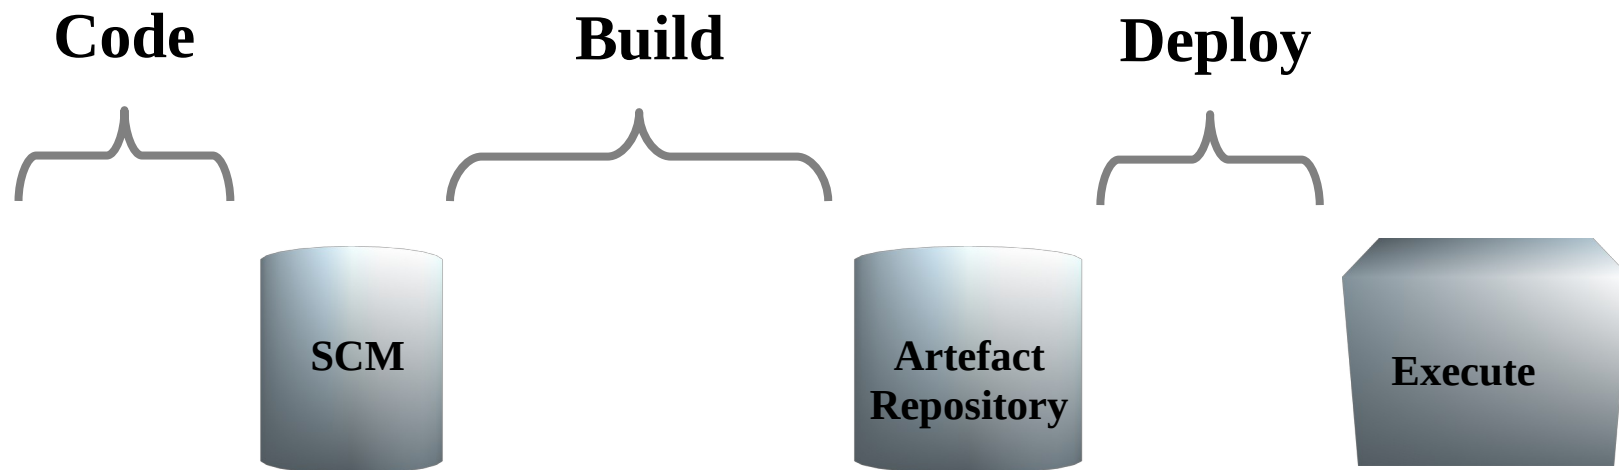 Code
Build
Deploy
SCM
Artefact
Repository
Execute